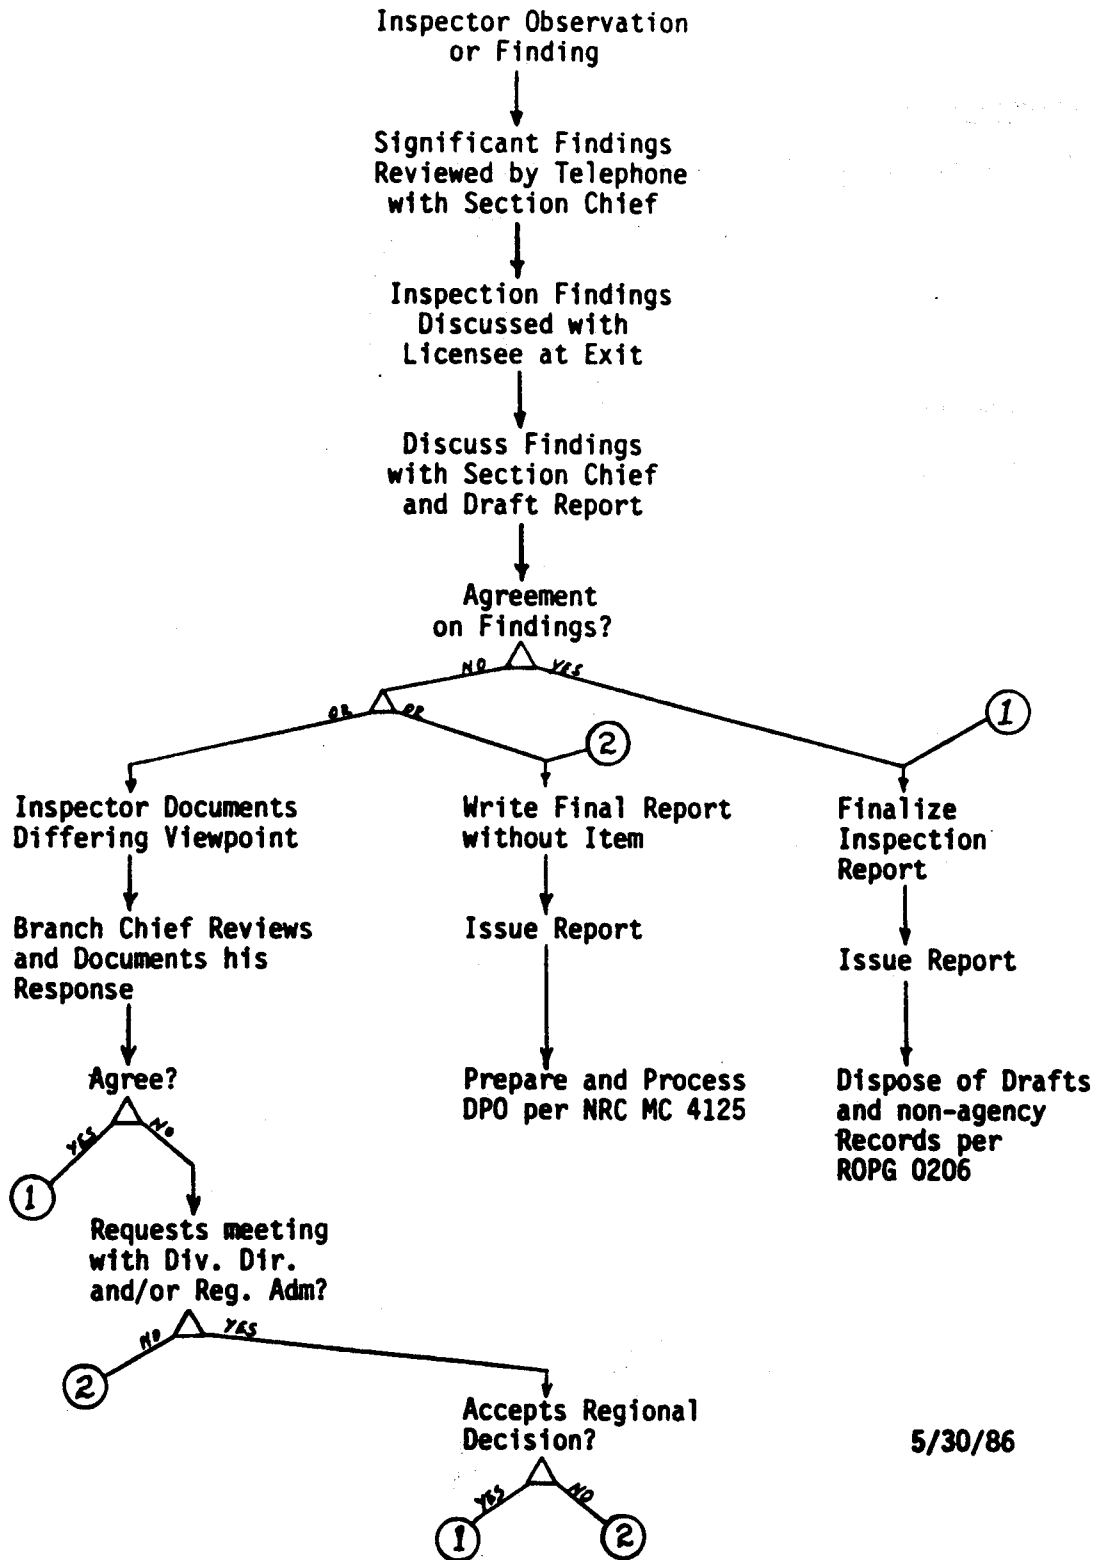 Inspector Observation
or Finding
Significant Findings
Reviewed by Telephone
with Section Chief
Inspection Findings
Discussed with
Licensee at Exit
Discuss Findings
with Section Chief
and Draft Report
Agreement
on Findings?
NO YES
OR OR
1
2
Inspector Documents
Differing Viewpoint
Write Final Report
without Item
Finalize
Inspection
Report
Branch Chief Reviews
and Documents his
Response
Issue Report
Issue Report
Agree?
YES NO
1
Prepare and Process
DPO per NRC MC 4125
Dispose of Drafts
and non-agency
Records per
ROPG 0206
Requests meeting
with Div. Dir.
and/or Reg. Adm?
NO YES
2
Accepts Regional
Decision?
YES NO
1 2
5/30/86